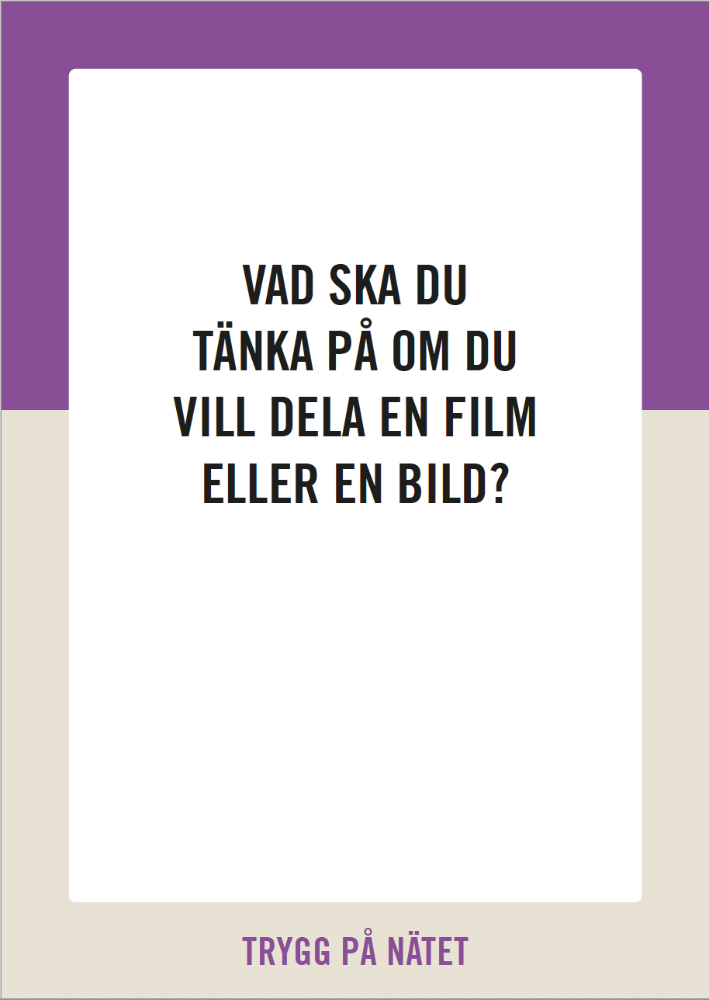 VAD SKA DU
TÄNKA PÅ OM DU
VILL DELA EN FILM
ELLER EN BILD?
TRYGG PÅ NÄTET